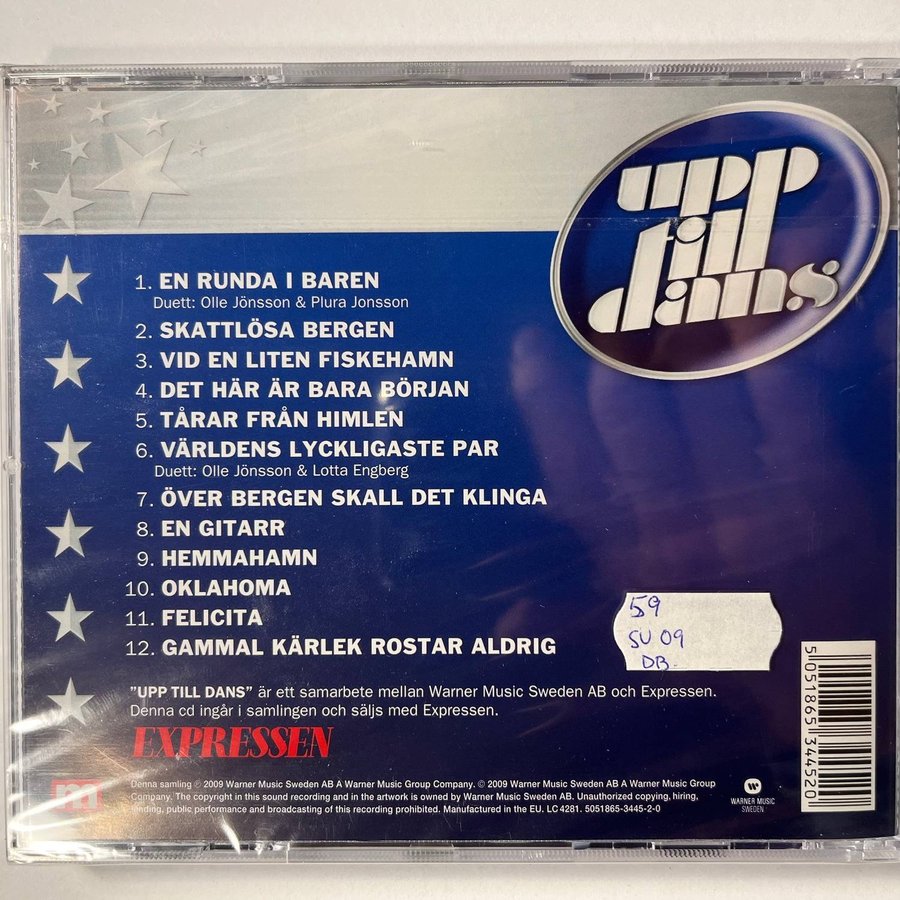 upp
till
dans
1. EN RUNDA I BAREN
Duett: Olle Jönsson & Plura Jonsson
2. SKATTLÖSA BERGEN
3. VID EN LITEN FISKEHAMN
4. DET HÄR ÄR BARA BÖRJAN
5. TÅRAR FRÅN HIMLEN
6. VÄRLDENS LYCKLIGASTE PAR
Duett: Olle Jönsson & Lotta Engberg
7. ÖVER BERGEN SKALL DET KLINGA
8. EN GITARR
9. HEMMAHAMN
10. OKLAHOMA
11. FELICITA
12. GAMMAL KÄRLEK ROSTAR ALDRIG
59
SV 09
DB-
"UPP TILL DANS" är ett samarbete mellan Warner Music Sweden AB och Expressen.
Denna cd ingår i samlingen och säljs med Expressen.
EXPRESSEN
m
Denna samling ℗ 2009 Warner Music Sweden AB A Warner Music Group Company. © 2009 Warner Music Sweden AB A Warner Music Group
Company. The copyright in this sound recording and in the artwork is owned by Warner Music Sweden AB. Unauthorized copying, hiring,
lending, public performance and broadcasting of this recording prohibited. Manufactured in the EU. LC 4281. 5051865-3445-2-0
WARNER MUSIC
SWEDEN
5 051865 344520